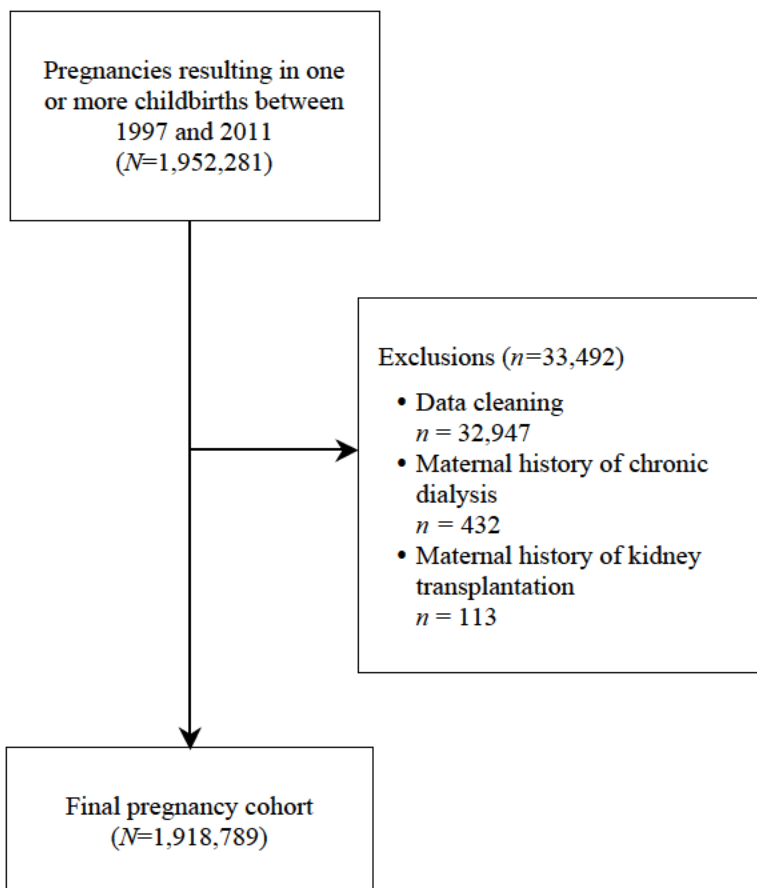 Pregnancies resulting in one
or more childbirths between
1997 and 2011
(N=1,952,281)
Exclusions (n=33,492)
• Data cleaning
n = 32,947
• Maternal history of chronic
dialysis
n = 432
• Maternal history of kidney
transplantation
n = 113
Final pregnancy cohort
(N=1,918,789)